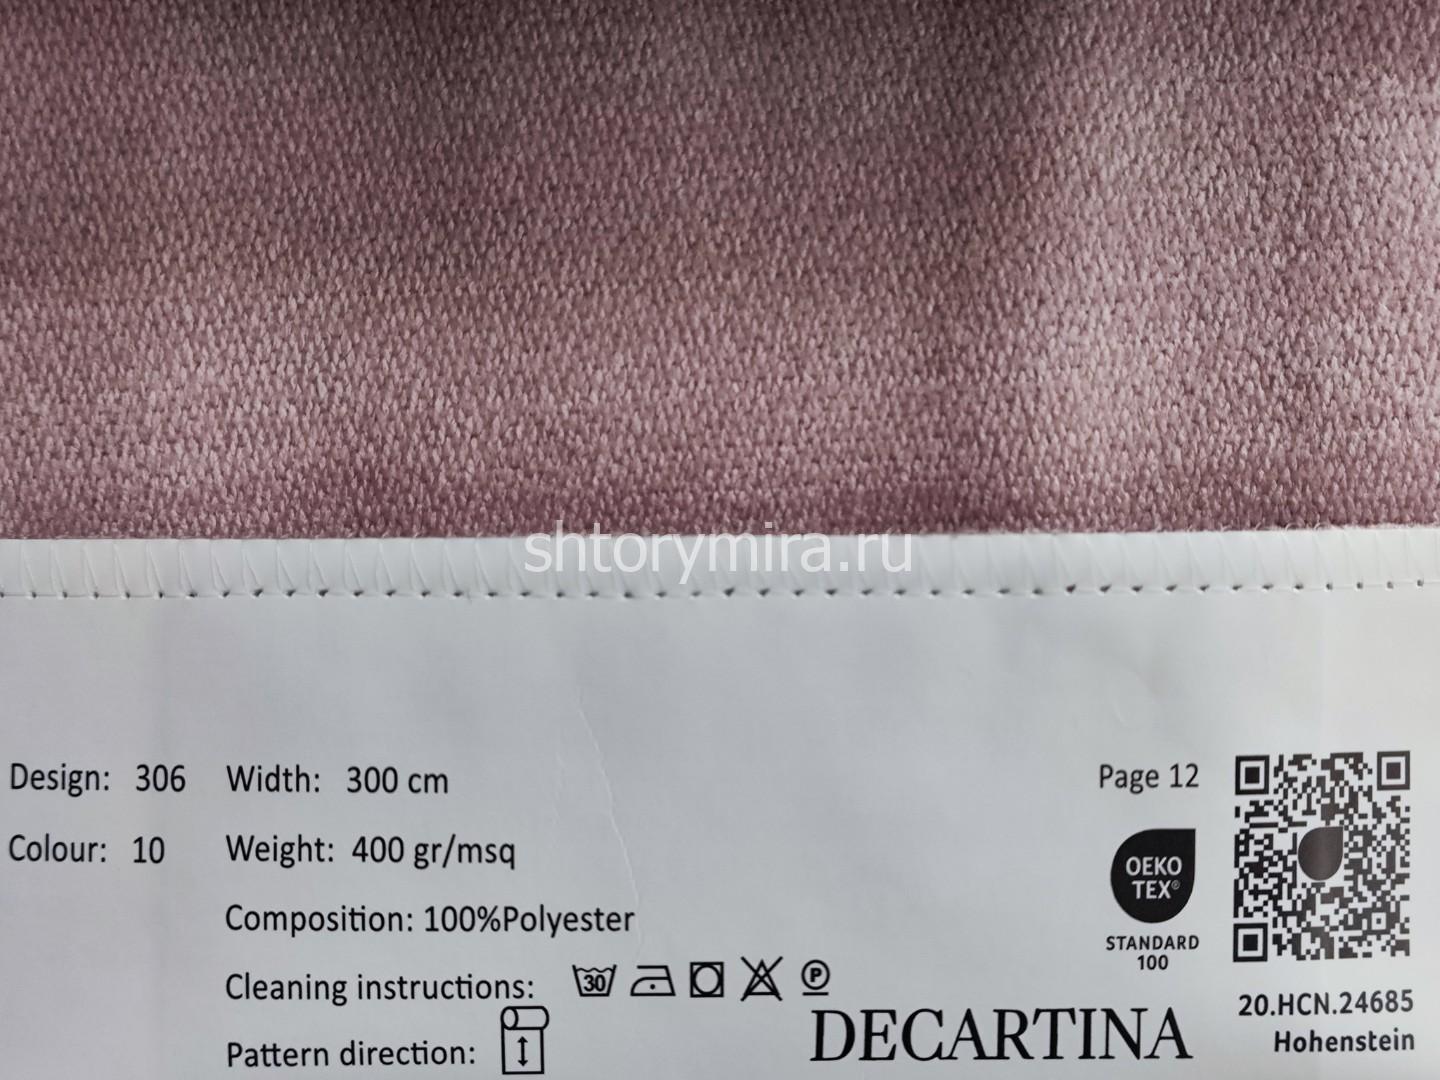 shtorymira.ru
Design: 306 Width: 300 cm Page 12
Colour: 10 Weight: 400 gr/msq
OEKO
TEX®
STANDARD
100
Composition: 100%Polyester
Cleaning instructions: 30 P
Pattern direction:
DECARTINA
20.HCN.24685
Hohenstein